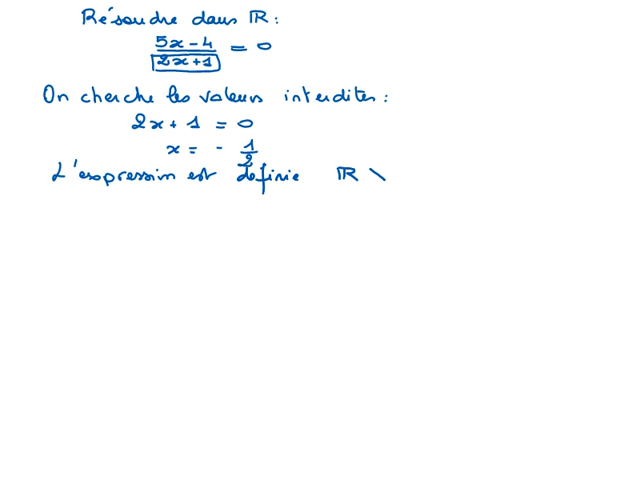 Résoudre dans ℝ :
5x - 4
2x + 1
= 0
On cherche les valeurs interdites :
2x + 1 = 0
x = - 1/2
L'expression est définie ℝ \